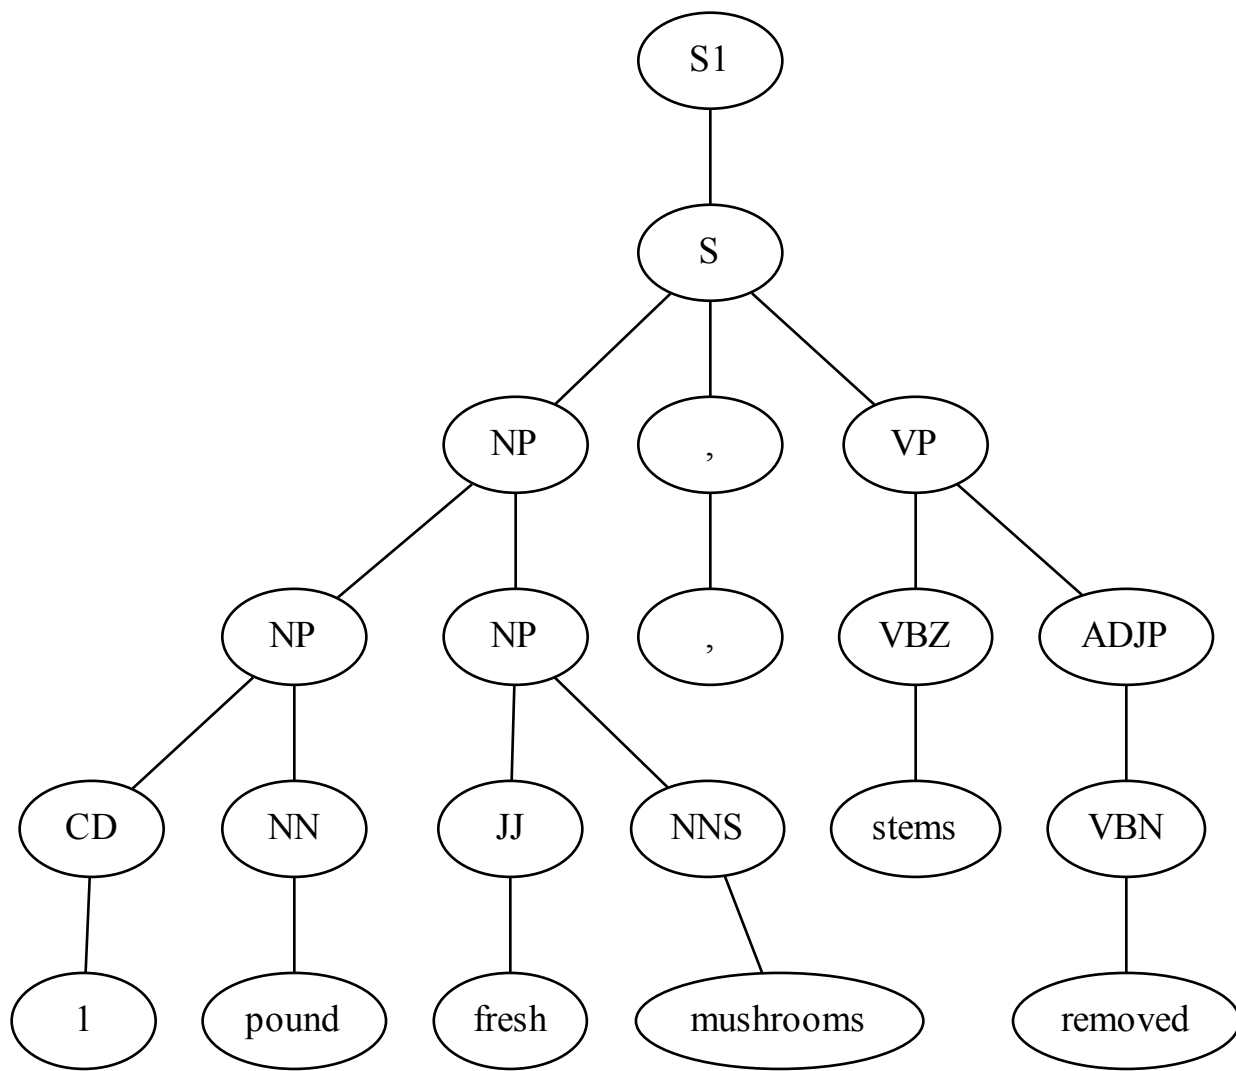 S1
S
NP , VP
NP NP , VBZ ADJP
CD NN JJ NNS stems VBN
1 pound fresh mushrooms removed